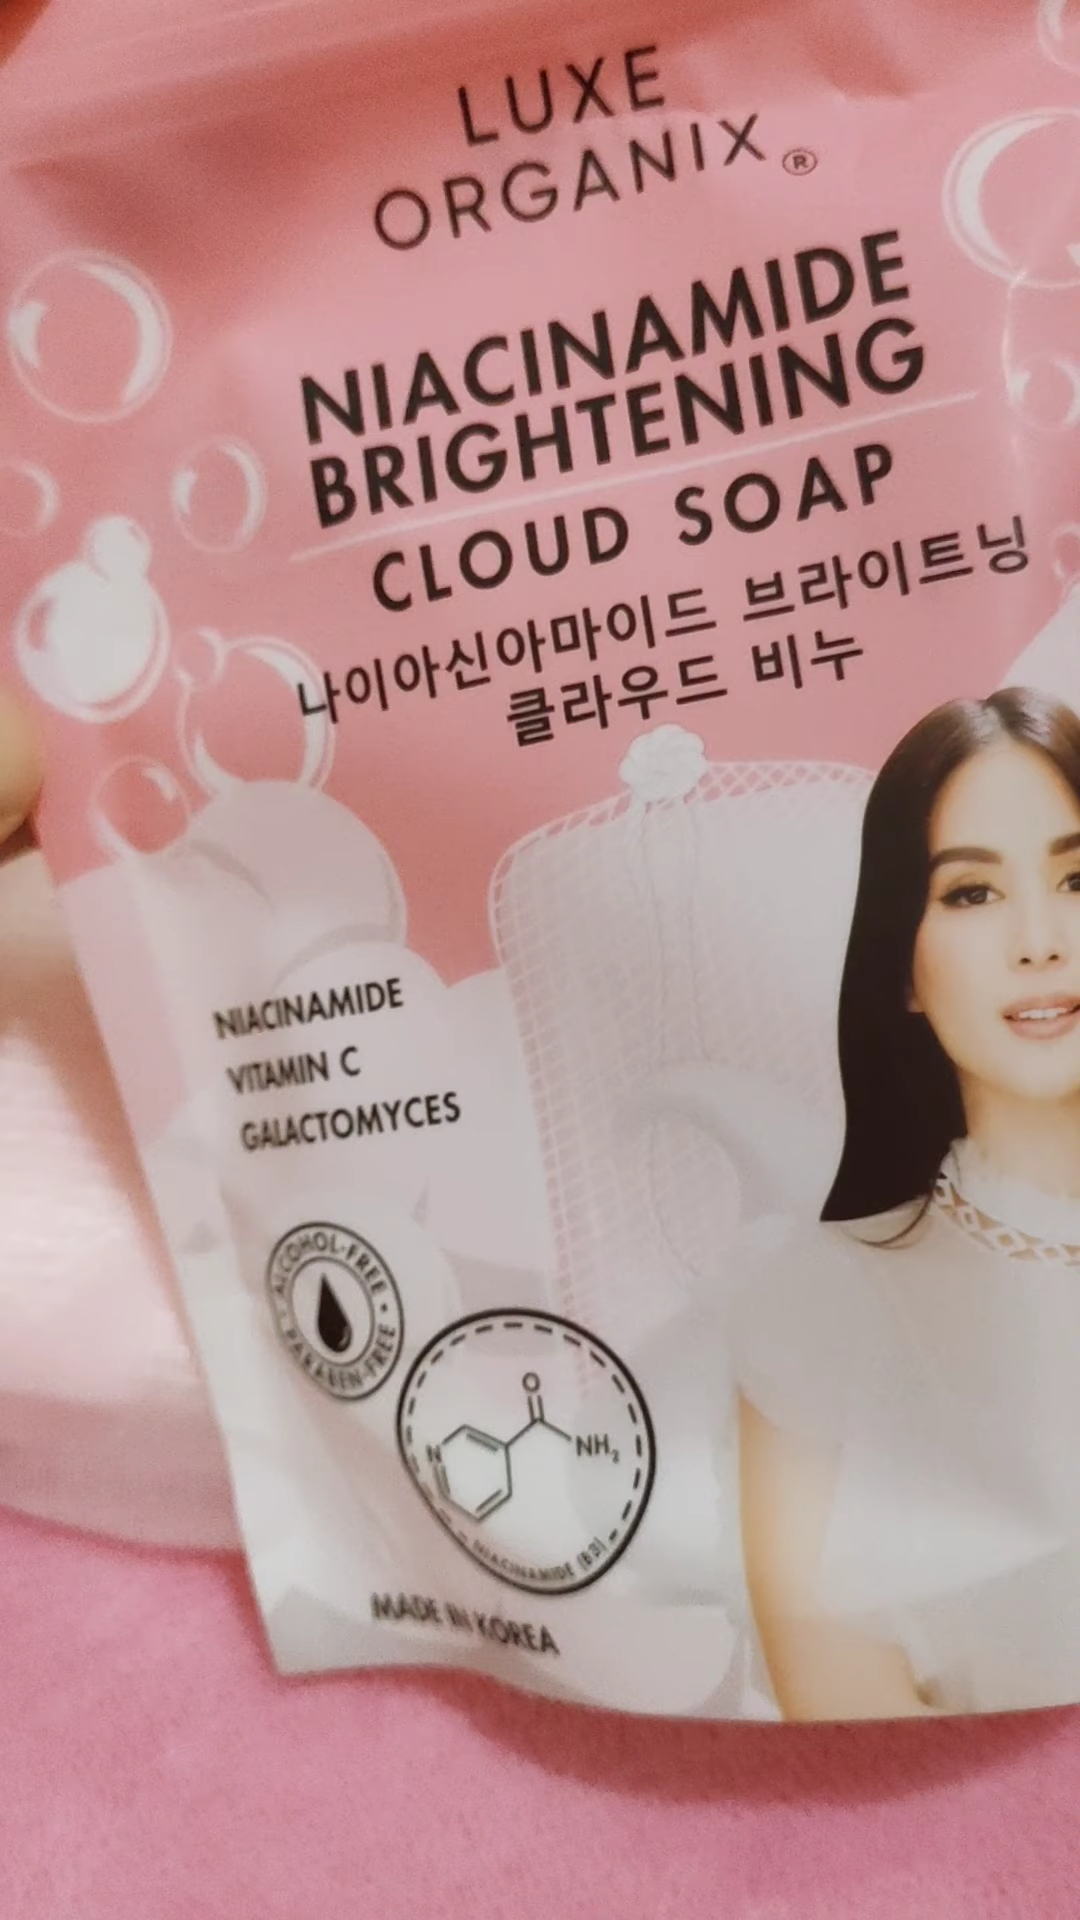 LUXE
ORGANIX®
NIACINAMIDE
BRIGHTENING
CLOUD SOAP
나이아신아마이드 브라이트닝
클라우드 비누
NIACINAMIDE
VITAMIN C
GALACTOMYCES
ALCOHOL-FREE • PARABEN-FREE •
O
N
NH₂
NIACINAMIDE (B3)
MADE IN KOREA